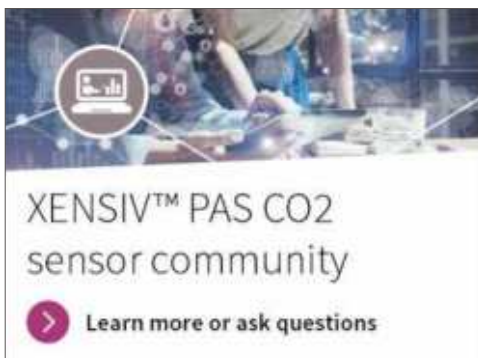 XENSIV™ PAS CO2
sensor community
Learn more or ask questions